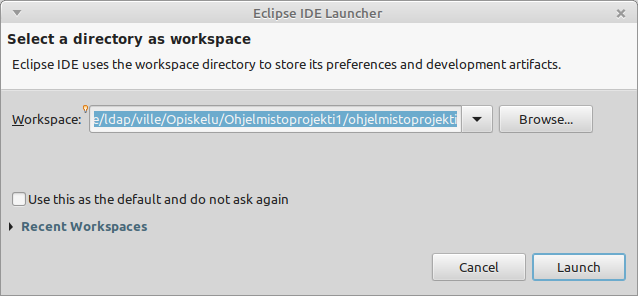 Eclipse IDE Launcher
Select a directory as workspace
Eclipse IDE uses the workspace directory to store its preferences and development artifacts.
Workspace: e/ldap/ville/Opiskelu/Ohjelmistoprojekti1/ohjelmistoprojekti Browse...
Use this as the default and do not ask again
Recent Workspaces
Cancel Launch